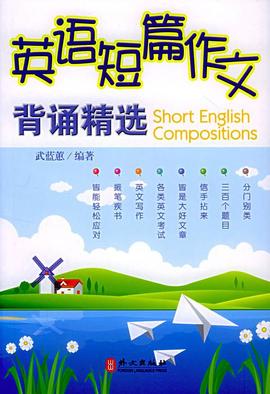 英语短篇作文
背诵精选
Short English
Compositions
武蓝蕙 / 编著
分门别类
三百个题目
信手拈来
皆是大好文章
各类英文考试
英文写作
振笔疾书
皆能轻松应对
外文出版社
FOREIGN LANGUAGES PRESS